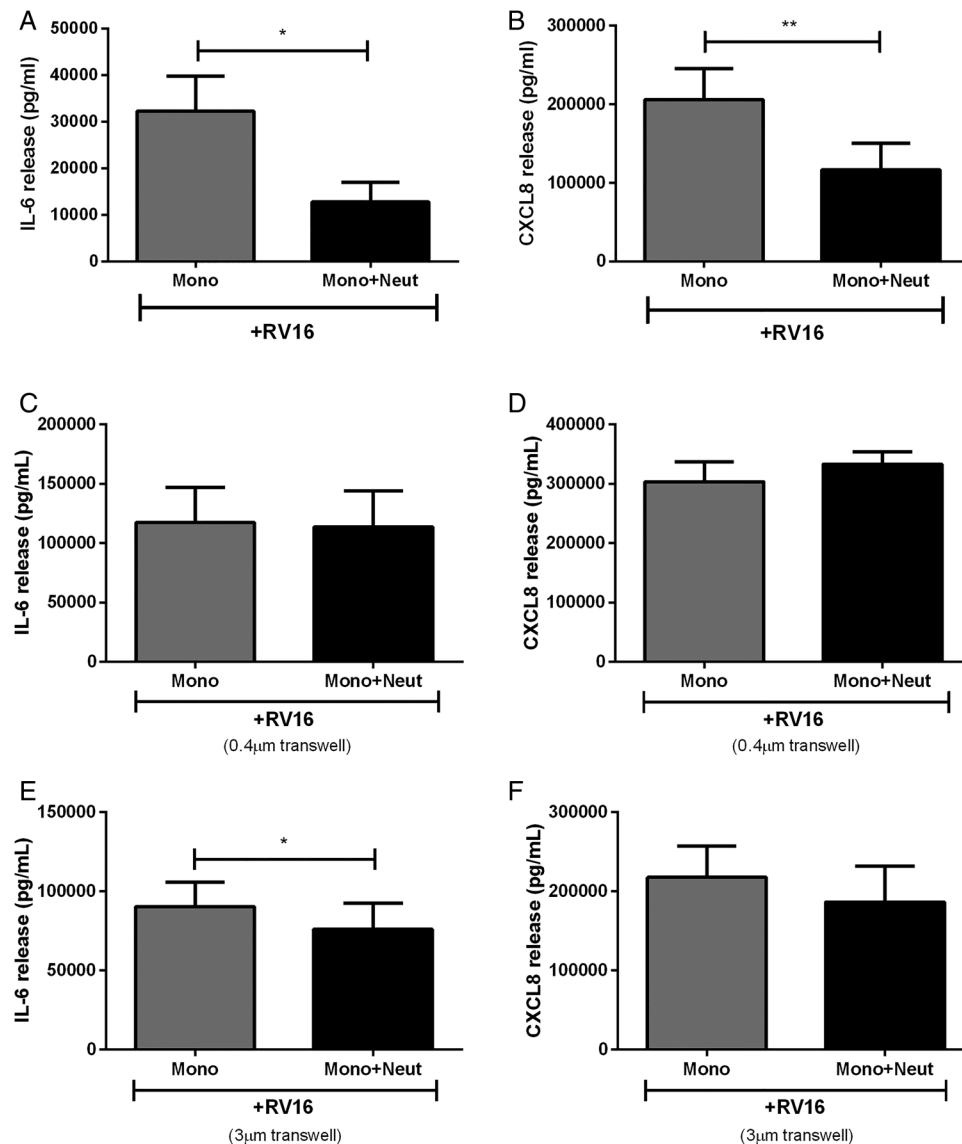 A
IL-6 release (pg/ml)
50000
40000
30000
20000
10000
0
*
Mono Mono+Neut
+RV16
B
CXCL8 release (pg/ml)
300000
200000
100000
0
**
Mono Mono+Neut
+RV16
C
IL-6 release (pg/mL)
200000
150000
100000
50000
0
Mono Mono+Neut
+RV16
(0.4μm transwell)
D
CXCL8 release (pg/mL)
400000
300000
200000
100000
0
Mono Mono+Neut
+RV16
(0.4μm transwell)
E
IL-6 release (pg/mL)
150000
100000
50000
0
*
Mono Mono+Neut
+RV16
(3μm transwell)
F
CXCL8 release (pg/mL)
300000
200000
100000
0
Mono Mono+Neut
+RV16
(3μm transwell)